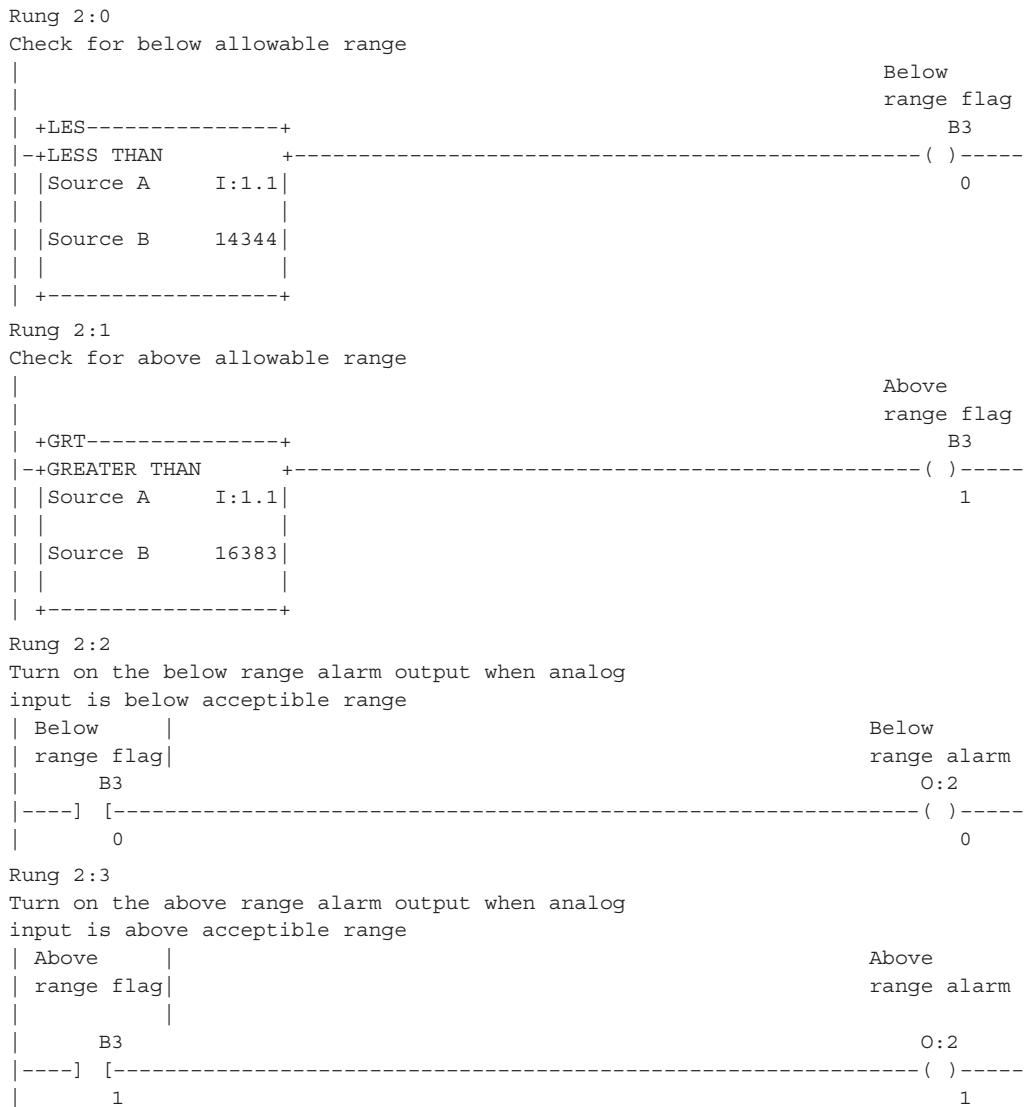 Rung 2:0
Check for below allowable range
| Below
| range flag
| +LES---------------+ B3
|-+LESS THAN +-------------------------------------------------( )-----
| |Source A I:1.1| 0
| | |
| |Source B 14344|
| | |
| +------------------+
Rung 2:1
Check for above allowable range
| Above
| range flag
| +GRT---------------+ B3
|-+GREATER THAN +-------------------------------------------------( )-----
| |Source A I:1.1| 1
| | |
| |Source B 16383|
| | |
| +------------------+
Rung 2:2
Turn on the below range alarm output when analog
input is below acceptible range
| Below | Below
| range flag| range alarm
| B3 O:2
|----] [---------------------------------------------------------------( )-----
| 0 0
Rung 2:3
Turn on the above range alarm output when analog
input is above acceptible range
| Above | Above
| range flag| range alarm
| |
| B3 O:2
|----] [---------------------------------------------------------------( )-----
| 1 1